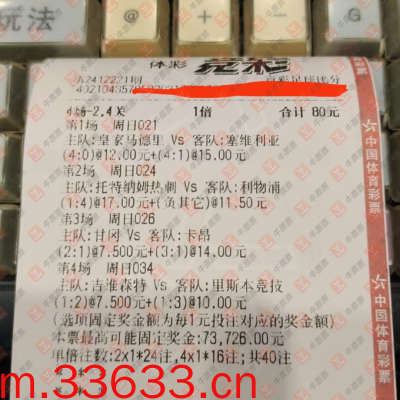 玩法
@
*
G
体彩 竞彩
竞彩足球比分
4场-2,4关 1倍 合计 80元
第1场 周日021
主队:皇家马德里 Vs 客队:塞维利亚
(4:0)@12.00元+(4:1)@15.00元
第2场 周日024
主队:托特纳姆热刺 Vs 客队:利物浦
(1:4)@17.00元+(负其它)@11.50元
第3场 周日026
主队:甘冈 Vs 客队:卡昂
(2:1)@7.500元+(3:1)@14.00元
第4场 周日034
主队:吉维森特 Vs 客队:里斯本竞技
(1:2)@7.500元+(1:3)@10.00元
(选项固定奖金额为每1元投注对应的奖金额)
本票最高可能固定奖金:73,726.00元
单倍注数:2x1*24注,4x1*16注;共40注
中国体育彩票
中国体育彩票
m.33633.cn